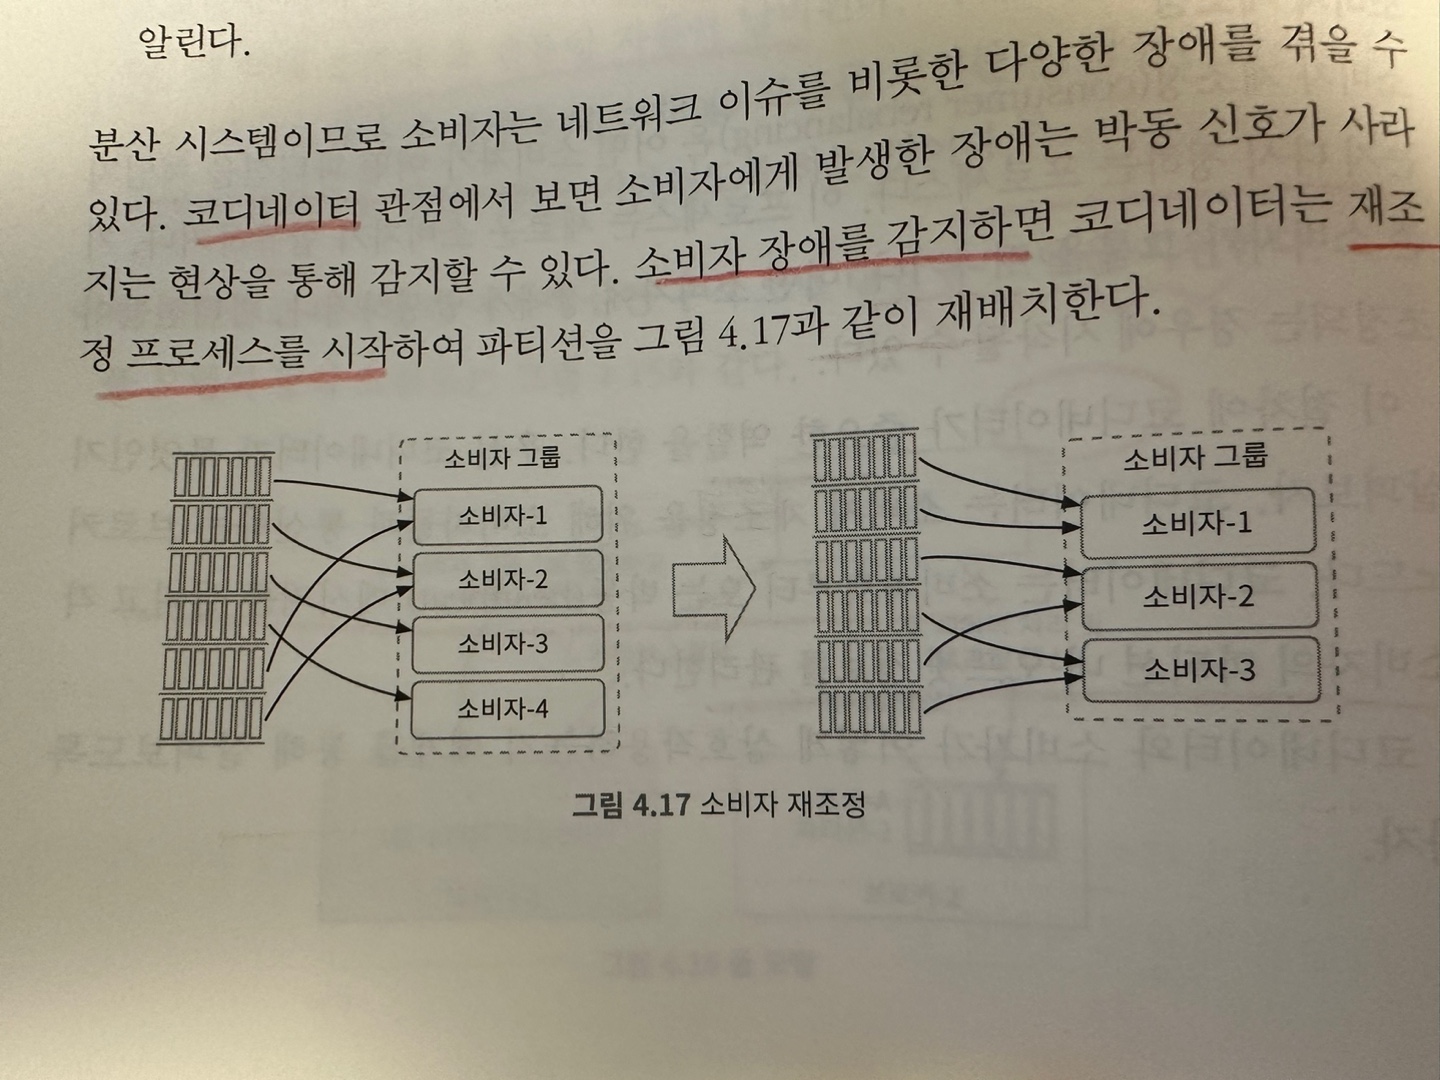 알린다.
분산 시스템이므로 소비자는 네트워크 이슈를 비롯한 다양한 장애를 겪을 수
있다. 코디네이터 관점에서 보면 소비자에게 발생한 장애는 박동 신호가 사라
지는 현상을 통해 감지할 수 있다. 소비자 장애를 감지하면 코디네이터는 재조
정 프로세스를 시작하여 파티션을 그림 4.17과 같이 재배치한다.
소비자 그룹
소비자-1
소비자-2
소비자-3
소비자-4
소비자 그룹
소비자-1
소비자-2
소비자-3
그림 4.17 소비자 재조정